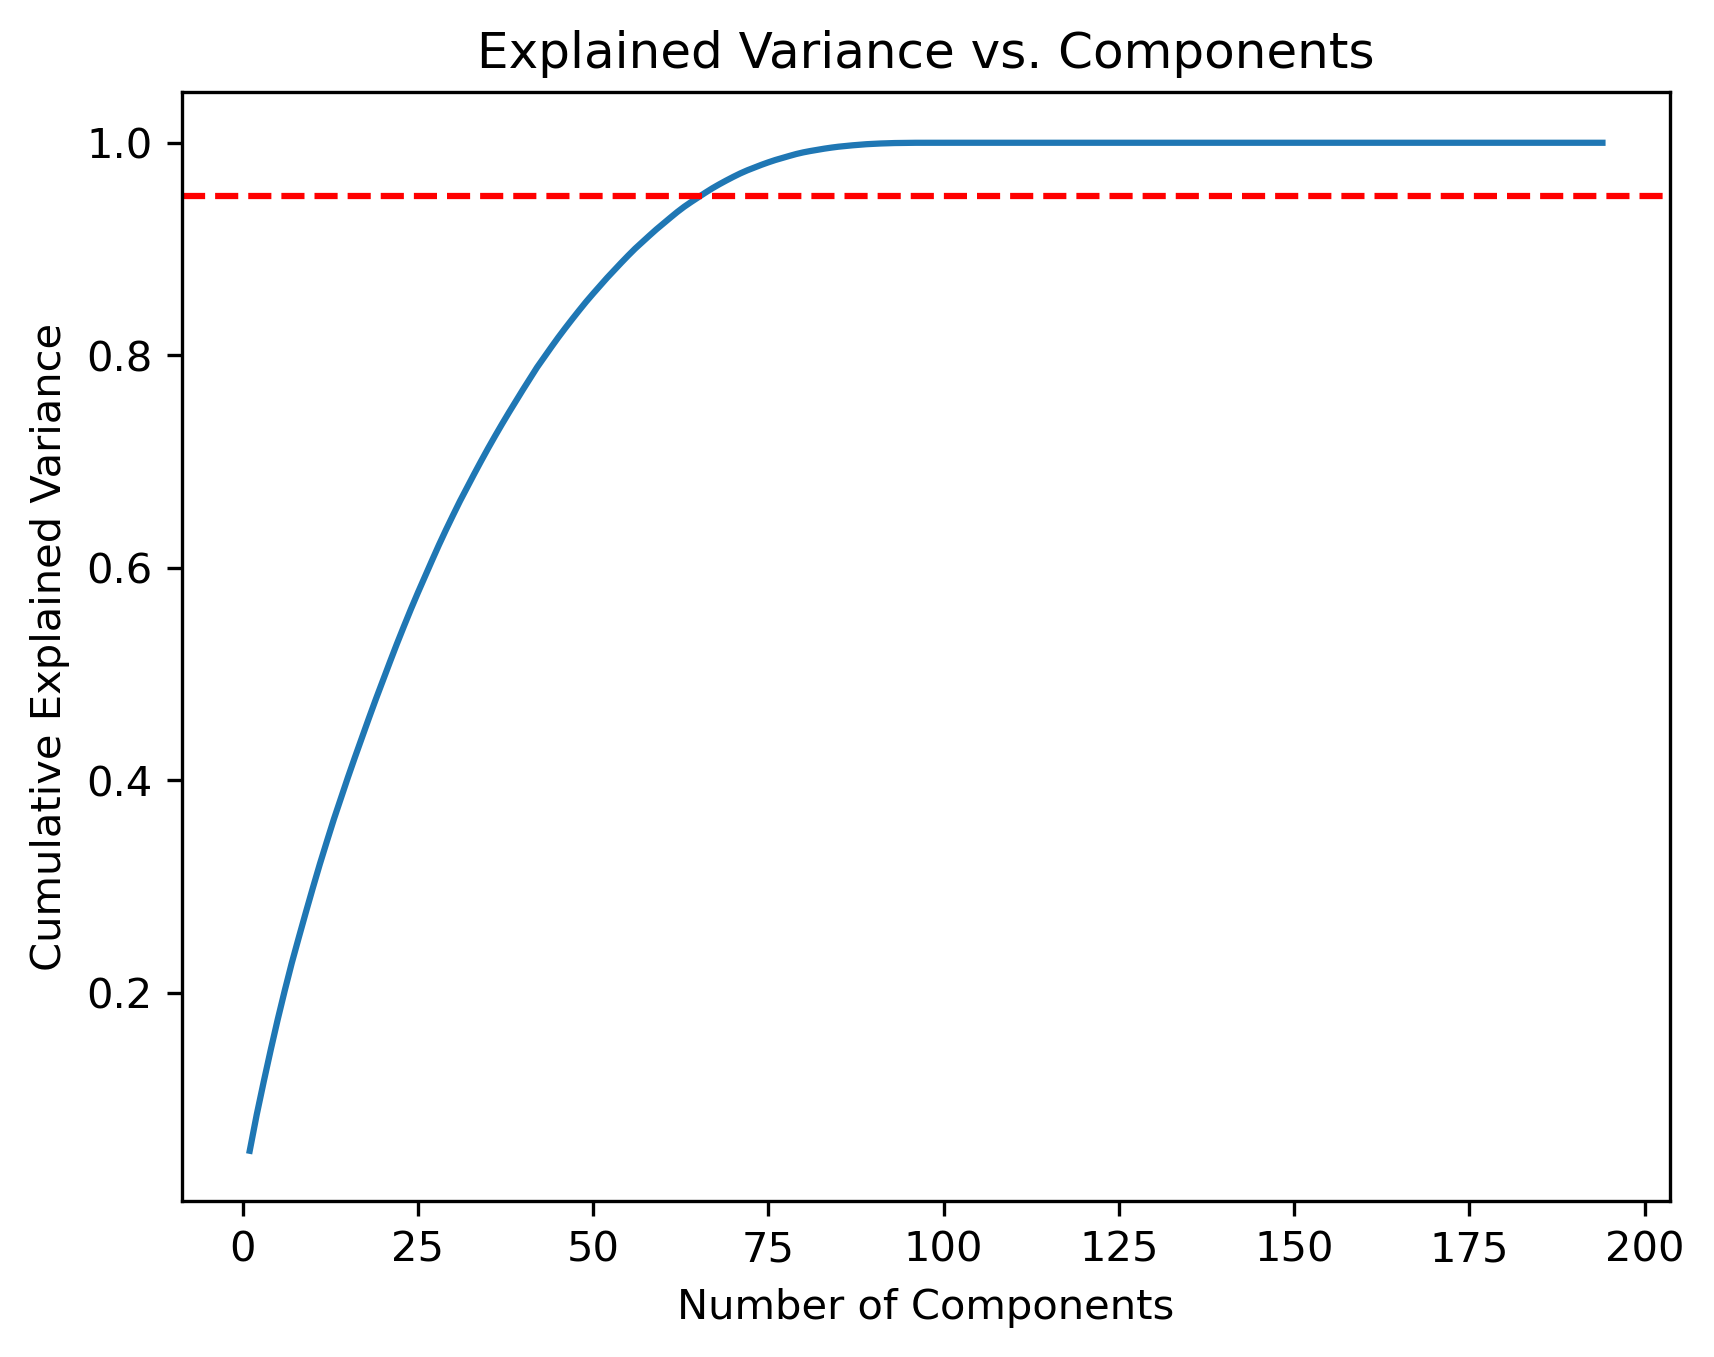 Explained Variance vs. Components
1.0
0.8
0.6
0.4
0.2
Cumulative Explained Variance
0 25 50 75 100 125 150 175 200
Number of Components